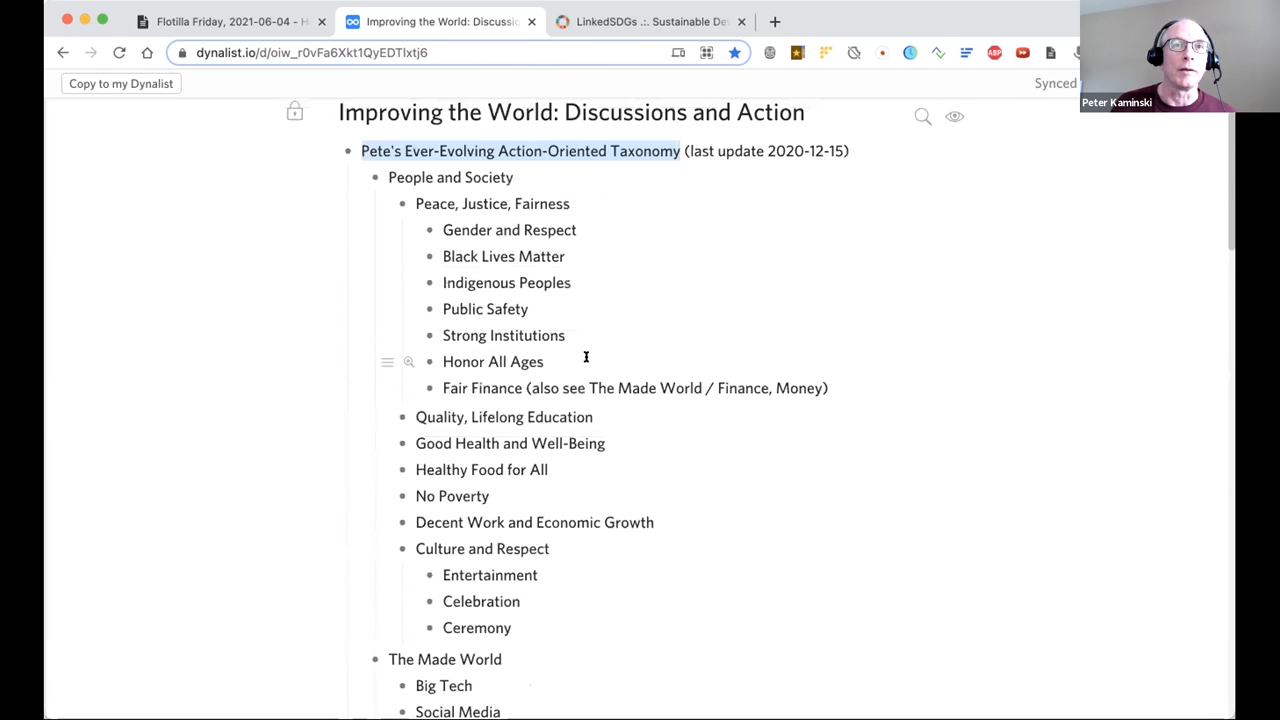 Flotilla Friday, 2021-06-04 - H
Improving the World: Discussio
LinkedSDGs .:. Sustainable De
dynalist.io/d/oiw_r0vFa6Xkt1QyEDTlxtj6
ABP
Copy to my Dynalist
Synced
Peter Kaminski
Improving the World: Discussions and Action
Pete's Ever-Evolving Action-Oriented Taxonomy (last update 2020-12-15)
People and Society
Peace, Justice, Fairness
Gender and Respect
Black Lives Matter
Indigenous Peoples
Public Safety
Strong Institutions
Honor All Ages
Fair Finance (also see The Made World / Finance, Money)
Quality, Lifelong Education
Good Health and Well-Being
Healthy Food for All
No Poverty
Decent Work and Economic Growth
Culture and Respect
Entertainment
Celebration
Ceremony
The Made World
Big Tech
Social Media